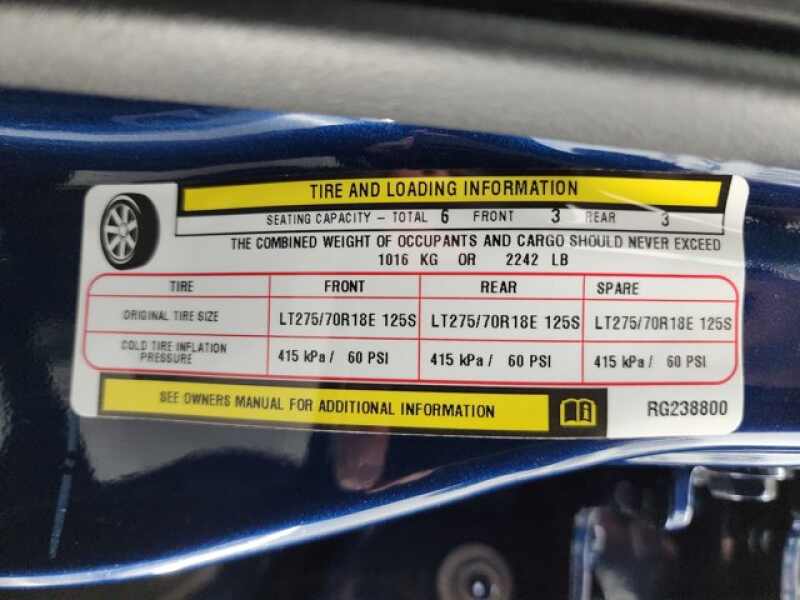 TIRE AND LOADING INFORMATION
SEATING CAPACITY – TOTAL 6 FRONT 3 REAR 3
THE COMBINED WEIGHT OF OCCUPANTS AND CARGO SHOULD NEVER EXCEED
1016 KG OR 2242 LB
TIRE FRONT REAR SPARE
ORIGINAL TIRE SIZE LT275/70R18E 125S LT275/70R18E 125S LT275/70R18E 125S
COLD TIRE INFLATION PRESSURE 415 kPa / 60 PSI 415 kPa / 60 PSI 415 kPa / 60 PSI
SEE OWNERS MANUAL FOR ADDITIONAL INFORMATION RG238800